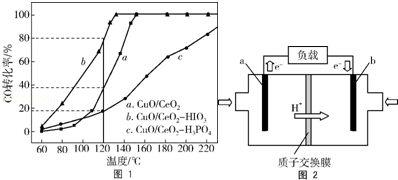 CO转化率/%
100
80
60
40
20
0
b
a
c
a. CuO/CeO₂
b. CuO/CeO₂-HIO₃
c. CuO/CeO₂-H₃PO₄
60 80 100 120 140 160 180 200 220
温度/℃
图 1
负载
a
e⁻
e⁻
b
H⁺
质子交换膜
图 2